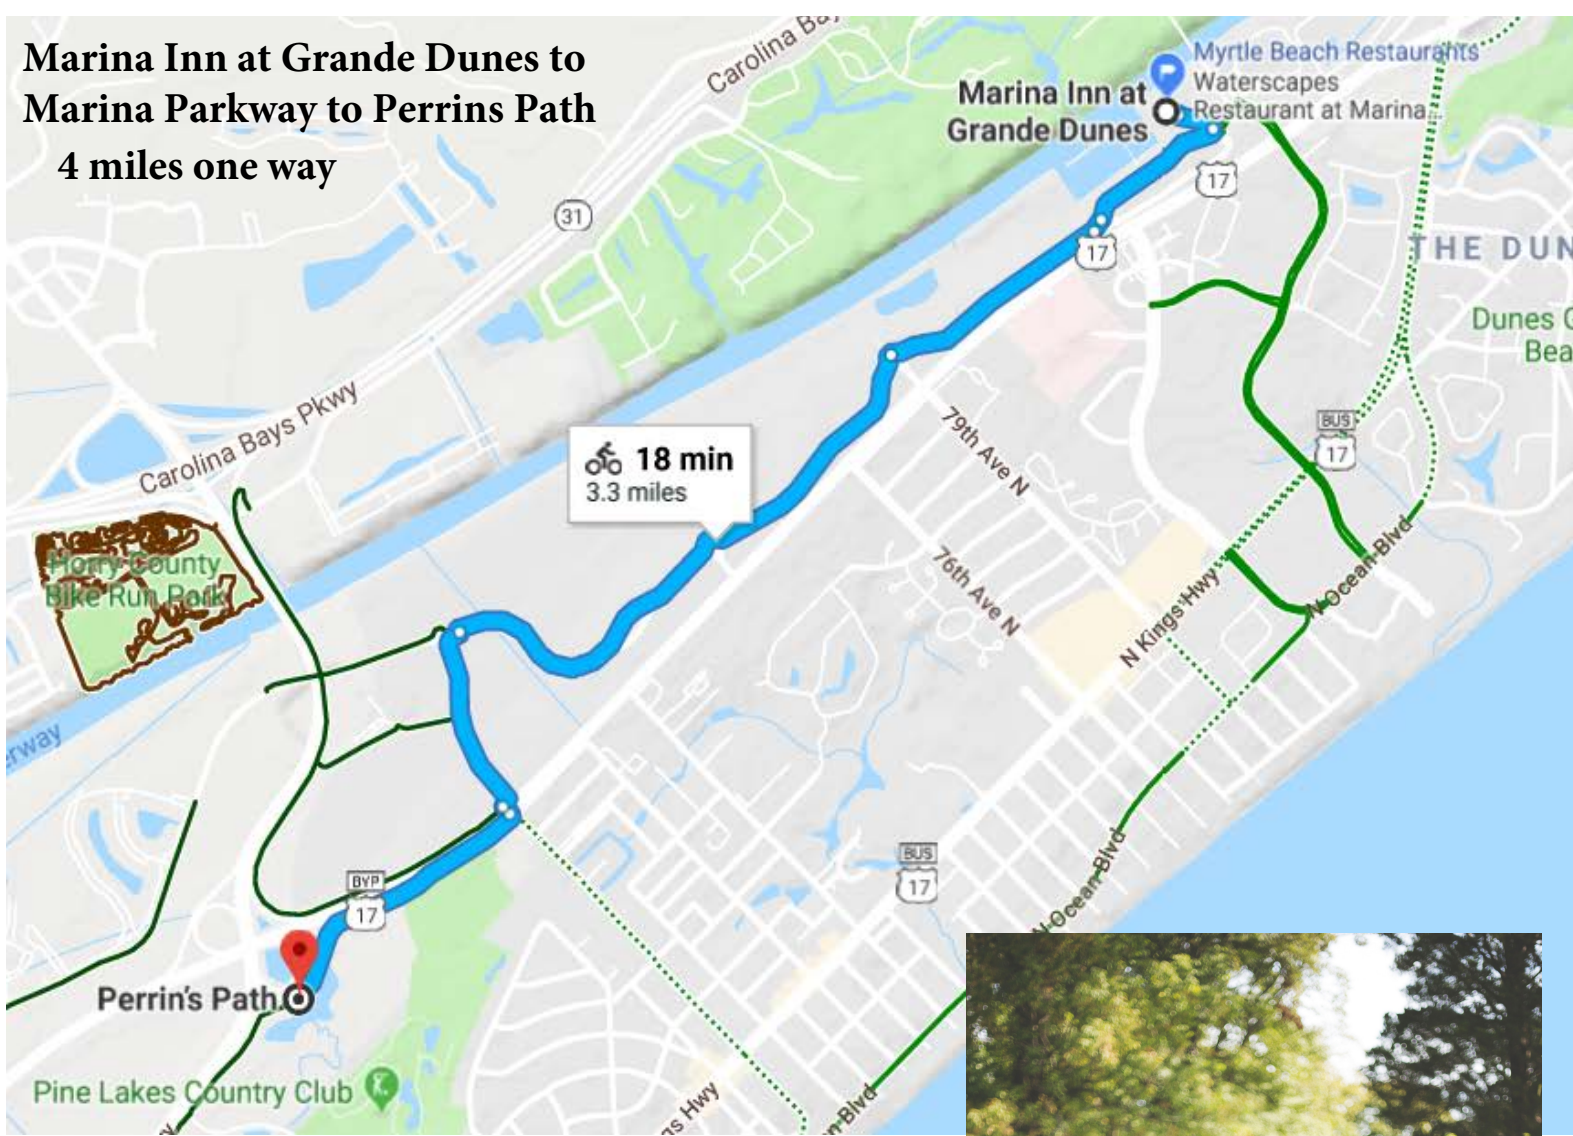 Marina Inn at Grande Dunes to
Marina Parkway to Perrins Path
4 miles one way
Carolina Bay
Myrtle Beach Restaurants
Waterscapes
Restaurant at Marina...
Marina Inn at
Grande Dunes
17
31
17
THE DUN
Dunes
Bea
Carolina Bays Pkwy
79th Ave N
BUS
17
18 min
3.3 miles
76th Ave N
N Ocean Blvd
N Kings Hwy
Horry County
Bike Run Park
erway
BUS
17
N Ocean Blvd
BYP
17
Perrin's Path
Pine Lakes Country Club
gs Hwy
n Blvd